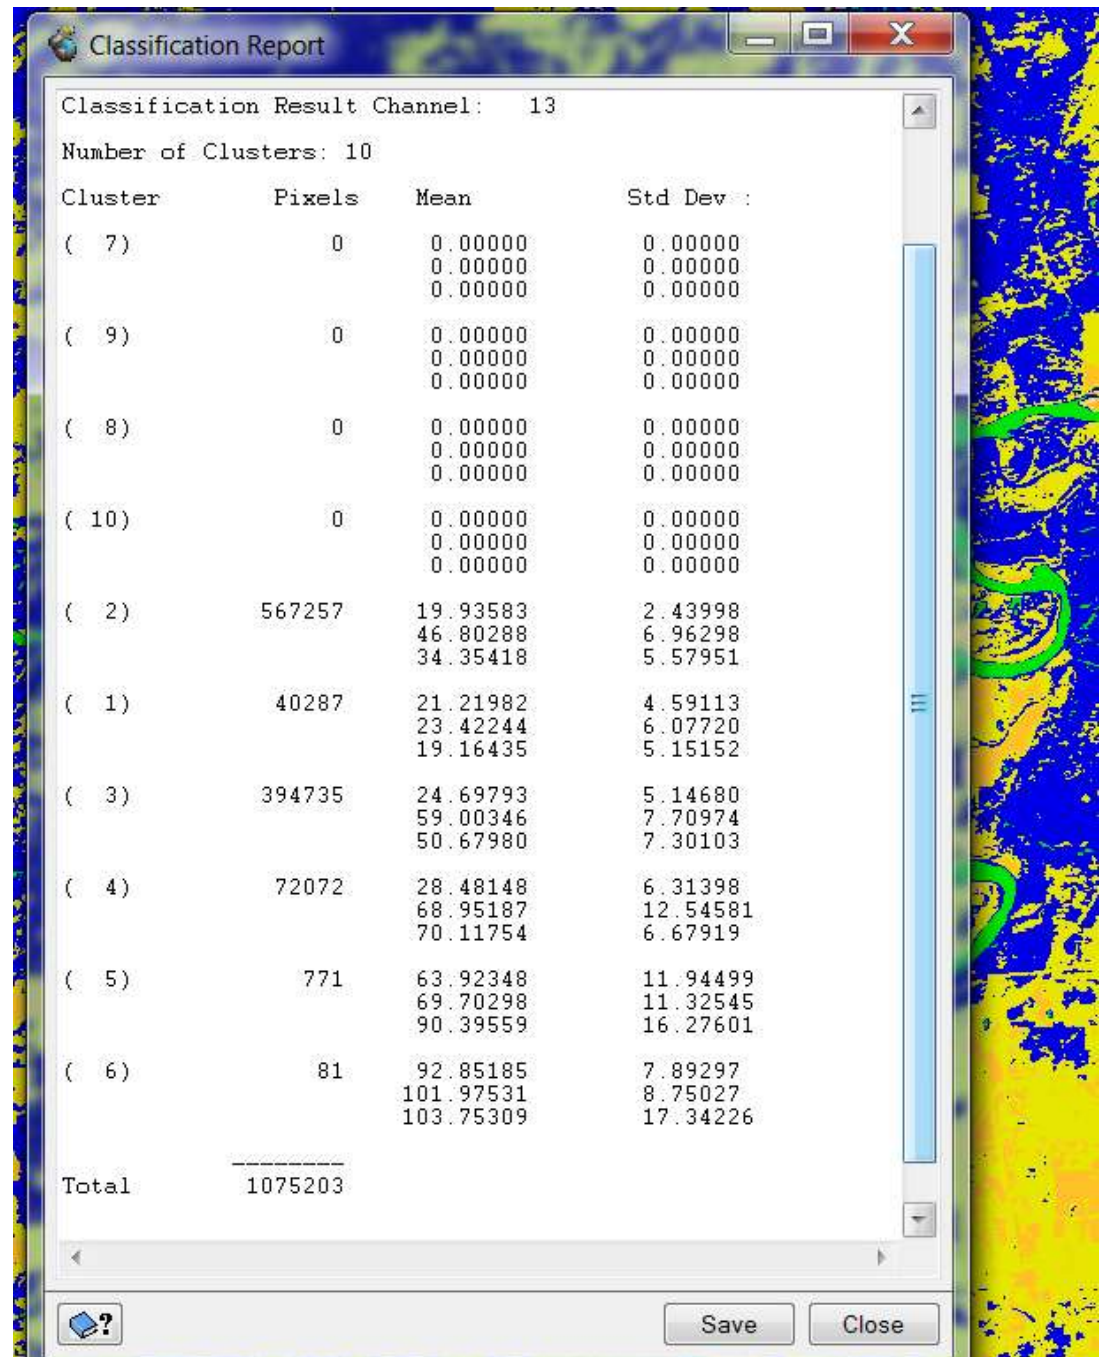 Classification Report
Classification Result Channel: 13
Number of Clusters: 10
Cluster Pixels Mean Std Dev :
( 7) 0 0.00000 0.00000
0.00000 0.00000
0.00000 0.00000
( 9) 0 0.00000 0.00000
0.00000 0.00000
0.00000 0.00000
( 8) 0 0.00000 0.00000
0.00000 0.00000
0.00000 0.00000
( 10) 0 0.00000 0.00000
0.00000 0.00000
0.00000 0.00000
( 2) 567257 19.93583 2.43998
46.80288 6.96298
34.35418 5.57951
( 1) 40287 21.21982 4.59113
23.42244 6.07720
19.16435 5.15152
( 3) 394735 24.69793 5.14680
59.00346 7.70974
50.67980 7.30103
( 4) 72072 28.48148 6.31398
68.95187 12.54581
70.11754 6.67919
( 5) 771 63.92348 11.94499
69.70298 11.32545
90.39559 16.27601
( 6) 81 92.85185 7.89297
101.97531 8.75027
103.75309 17.34226
--------
Total 1075203
? Save Close